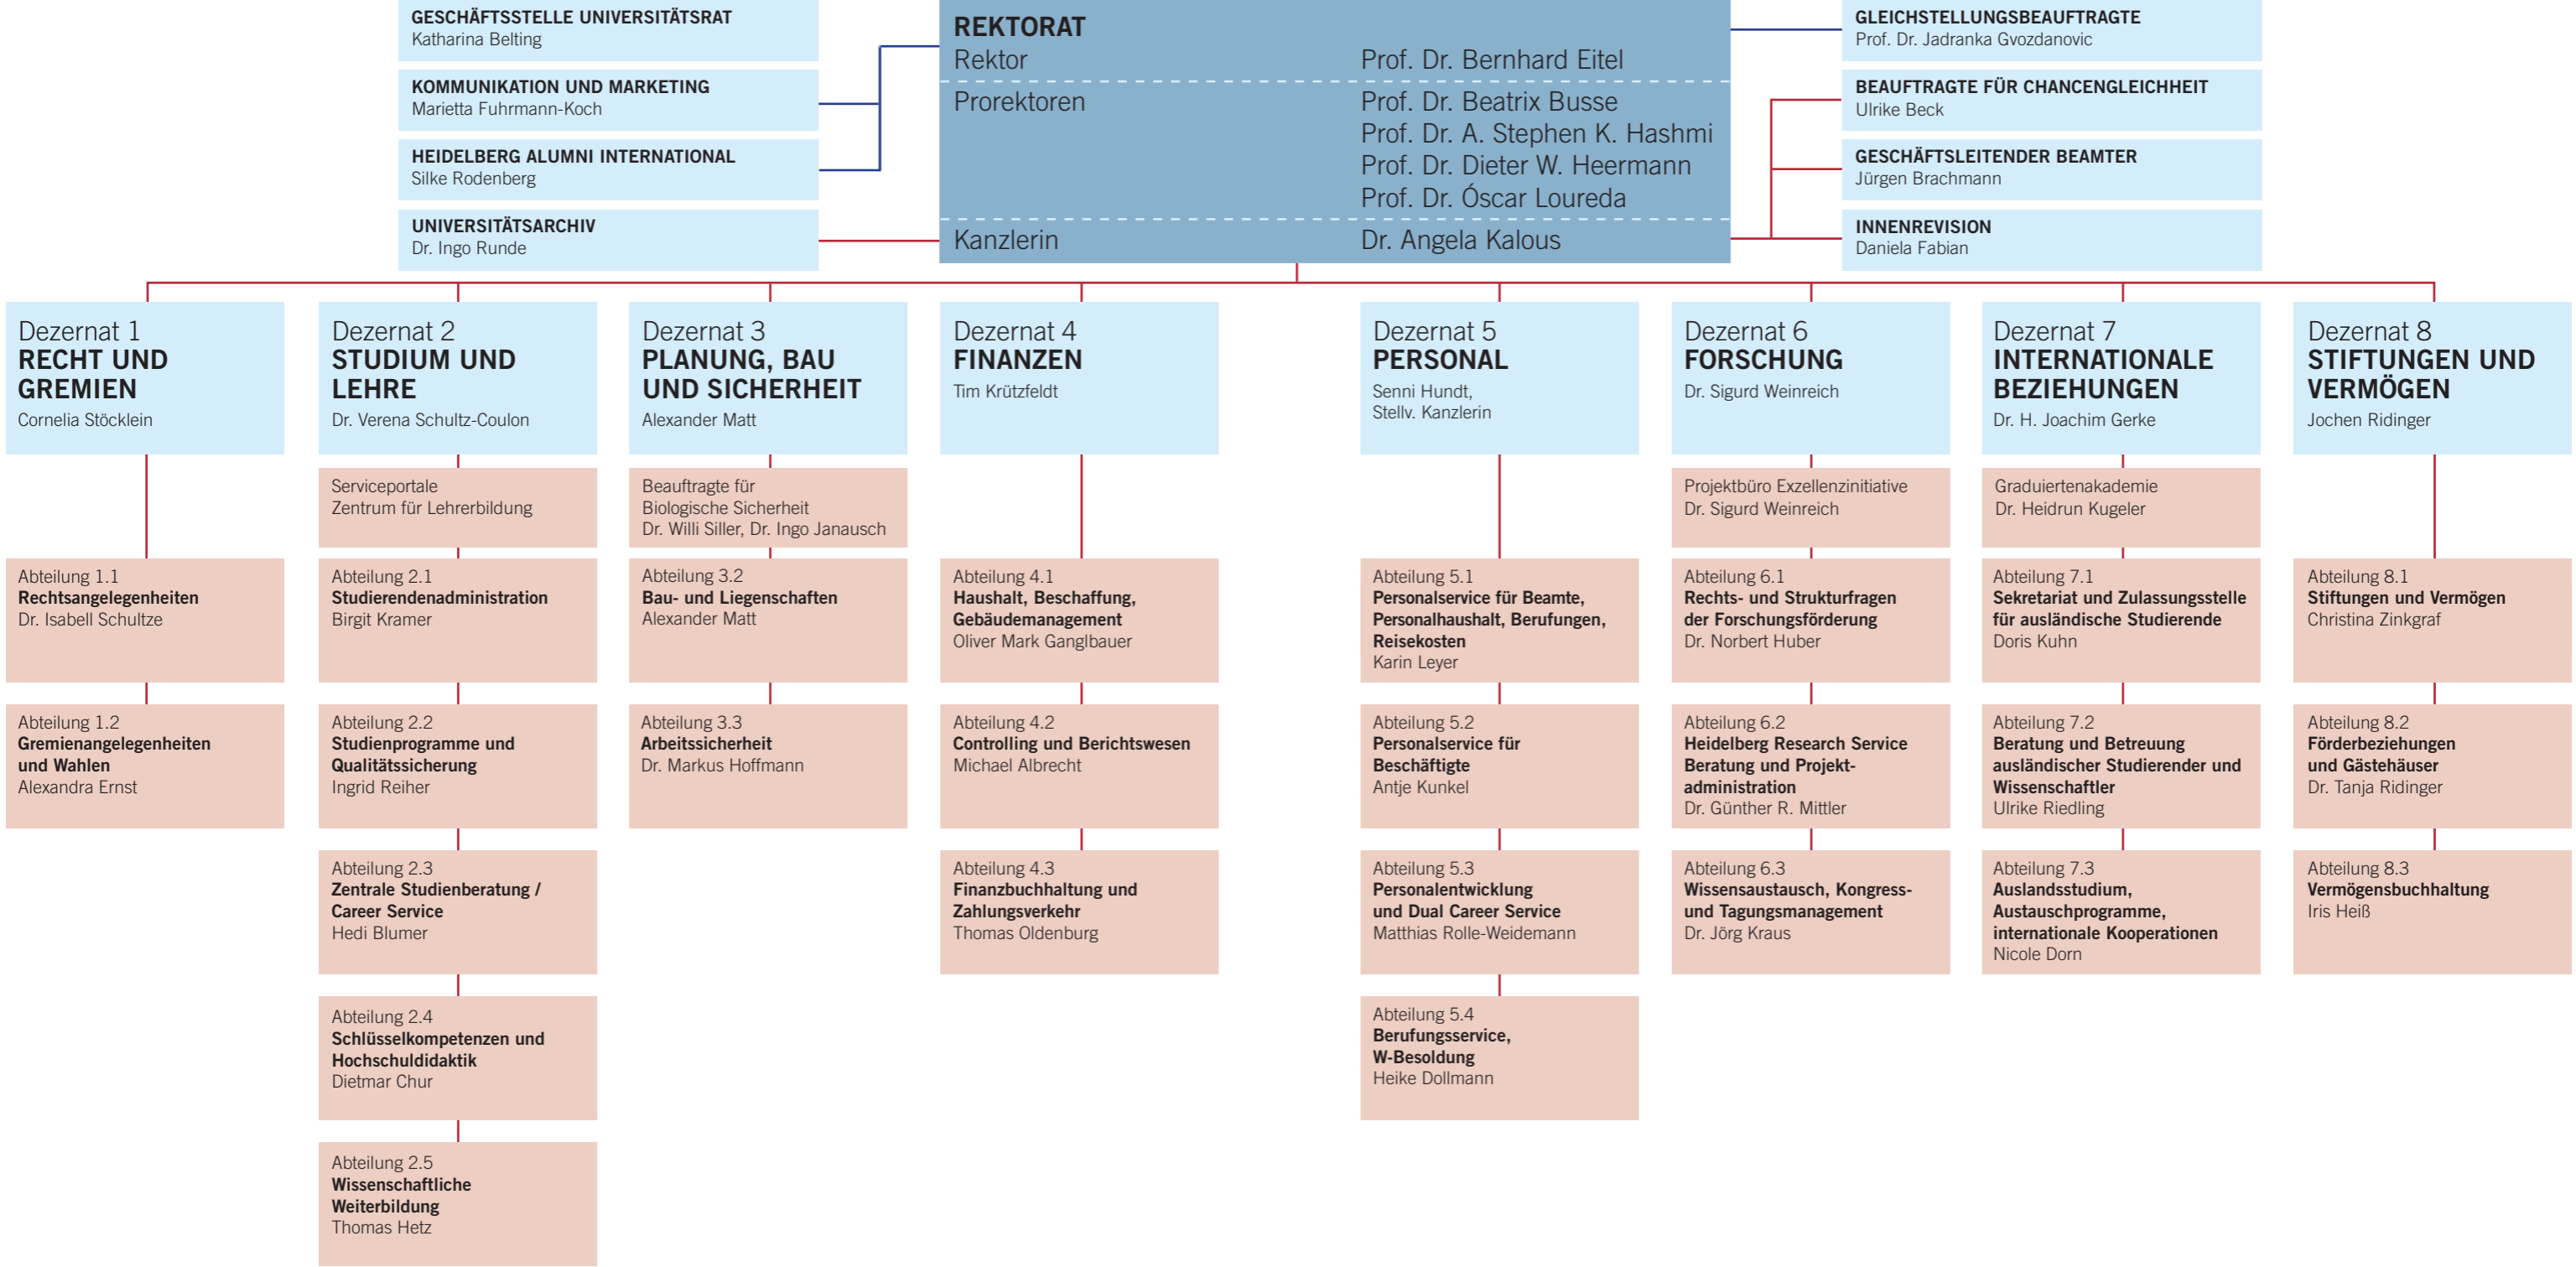 GESCHÄFTSSTELLE UNIVERSITÄTSRAT
Katharina Belting
KOMMUNIKATION UND MARKETING
Marietta Fuhrmann-Koch
HEIDELBERG ALUMNI INTERNATIONAL
Silke Rodenberg
UNIVERSITÄTSARCHIV
Dr. Ingo Runde
REKTORAT
Rektor Prof. Dr. Bernhard Eitel
Prorektoren Prof. Dr. Beatrix Busse
Prof. Dr. A. Stephen K. Hashmi
Prof. Dr. Dieter W. Heermann
Prof. Dr. Óscar Loureda
Kanzlerin Dr. Angela Kalous
GLEICHSTELLUNGSBEAUFTRAGTE
Prof. Dr. Jadranka Gvozdanovic
BEAUFTRAGTE FÜR CHANCENGLEICHHEIT
Ulrike Beck
GESCHÄFTSLEITENDER BEAMTER
Jürgen Brachmann
INNENREVISION
Daniela Fabian
Dezernat 1
RECHT UND
GREMIEN
Cornelia Stöcklein
Abteilung 1.1
Rechtsangelegenheiten
Dr. Isabell Schultze
Abteilung 1.2
Gremienangelegenheiten
und Wahlen
Alexandra Ernst
Dezernat 2
STUDIUM UND
LEHRE
Dr. Verena Schultz-Coulon
Serviceportale
Zentrum für Lehrerbildung
Abteilung 2.1
Studierendenadministration
Birgit Kramer
Abteilung 2.2
Studienprogramme und
Qualitätssicherung
Ingrid Reiher
Abteilung 2.3
Zentrale Studienberatung /
Career Service
Hedi Blumer
Abteilung 2.4
Schlüsselkompetenzen und
Hochschuldidaktik
Dietmar Chur
Abteilung 2.5
Wissenschaftliche
Weiterbildung
Thomas Hetz
Dezernat 3
PLANUNG, BAU
UND SICHERHEIT
Alexander Matt
Beauftragte für
Biologische Sicherheit
Dr. Willi Siller, Dr. Ingo Janausch
Abteilung 3.2
Bau- und Liegenschaften
Alexander Matt
Abteilung 3.3
Arbeitssicherheit
Dr. Markus Hoffmann
Dezernat 4
FINANZEN
Tim Krützfeldt
Abteilung 4.1
Haushalt, Beschaffung,
Gebäudemanagement
Oliver Mark Ganglbauer
Abteilung 4.2
Controlling und Berichtswesen
Michael Albrecht
Abteilung 4.3
Finanzbuchhaltung und
Zahlungsverkehr
Thomas Oldenburg
Dezernat 5
PERSONAL
Senni Hundt,
Stellv. Kanzlerin
Abteilung 5.1
Personalservice für Beamte,
Personalhaushalt, Berufungen,
Reisekosten
Karin Leyer
Abteilung 5.2
Personalservice für
Beschäftigte
Antje Kunkel
Abteilung 5.3
Personalentwicklung
und Dual Career Service
Matthias Rolle-Weidemann
Abteilung 5.4
Berufungsservice,
W-Besoldung
Heike Dollmann
Dezernat 6
FORSCHUNG
Dr. Sigurd Weinreich
Projektbüro Exzellenzinitiative
Dr. Sigurd Weinreich
Abteilung 6.1
Rechts- und Strukturfragen
der Forschungsförderung
Dr. Norbert Huber
Abteilung 6.2
Heidelberg Research Service
Beratung und Projekt-
administration
Dr. Günther R. Mittler
Abteilung 6.3
Wissensaustausch, Kongress-
und Tagungsmanagement
Dr. Jörg Kraus
Dezernat 7
INTERNATIONALE
BEZIEHUNGEN
Dr. H. Joachim Gerke
Graduiertenakademie
Dr. Heidrun Kugeler
Abteilung 7.1
Sekretariat und Zulassungsstelle
für ausländische Studierende
Doris Kuhn
Abteilung 7.2
Beratung und Betreuung
ausländischer Studierender und
Wissenschaftler
Ulrike Riedling
Abteilung 7.3
Auslandsstudium,
Austauschprogramme,
internationale Kooperationen
Nicole Dorn
Dezernat 8
STIFTUNGEN UND
VERMÖGEN
Jochen Ridinger
Abteilung 8.1
Stiftungen und Vermögen
Christina Zinkgraf
Abteilung 8.2
Förderbeziehungen
und Gästehäuser
Dr. Tanja Ridinger
Abteilung 8.3
Vermögensbuchhaltung
Iris Heiß